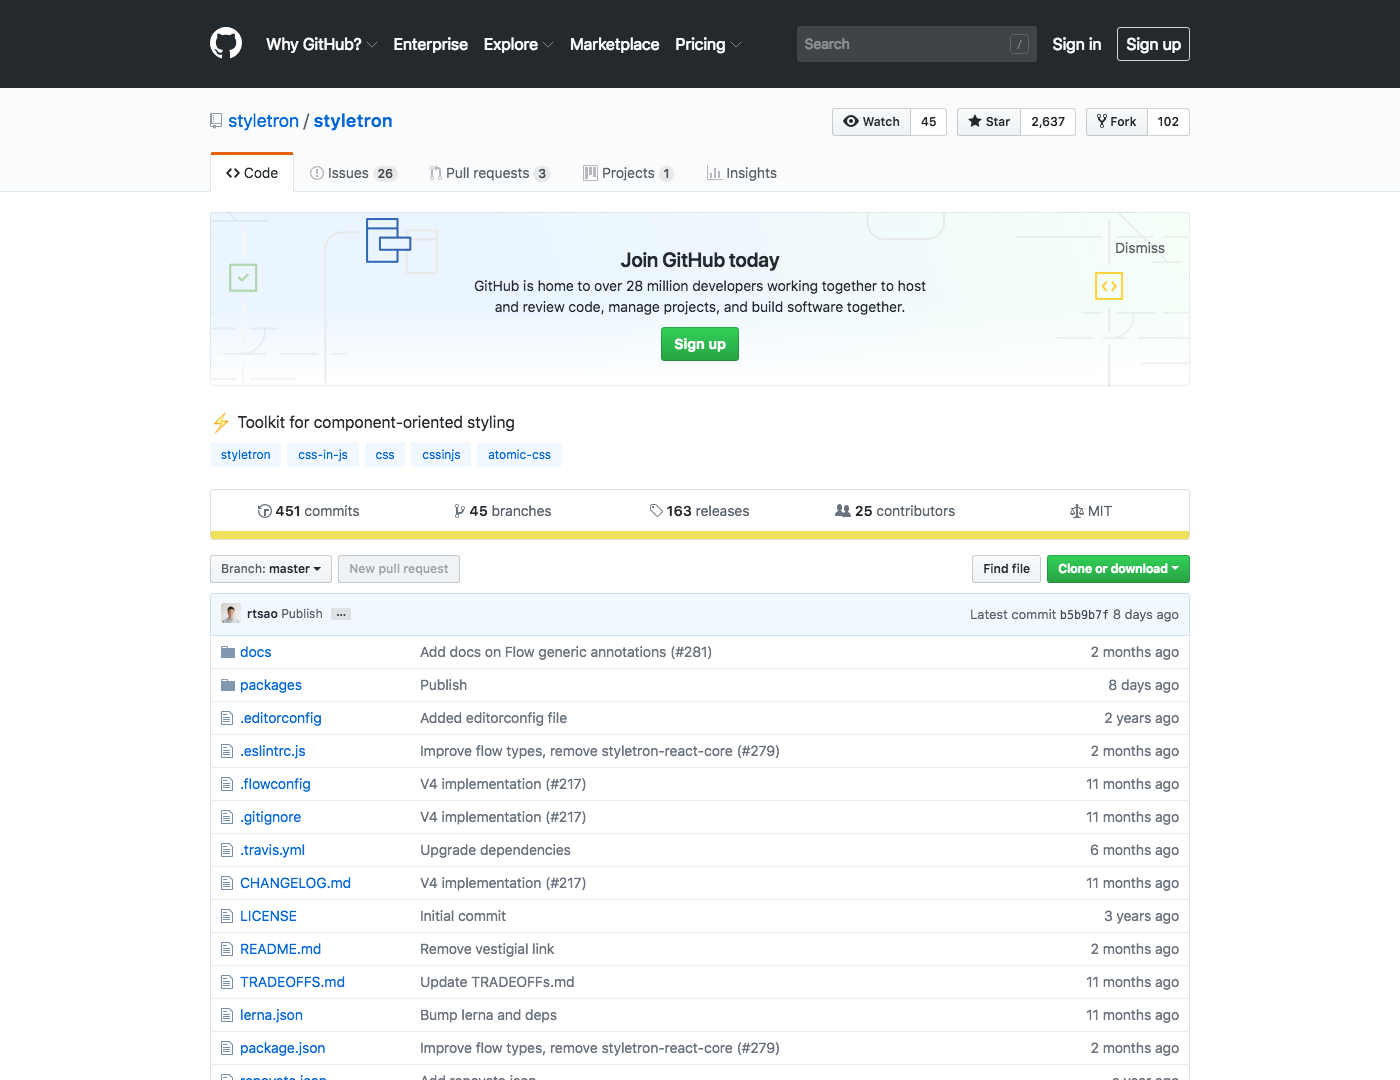 Why GitHub? Enterprise Explore Marketplace Pricing Search / Sign in Sign up
styletron / styletron Watch 45 Star 2,637 Fork 102
Code Issues 26 Pull requests 3 Projects 1 Insights
Dismiss
Join GitHub today
GitHub is home to over 28 million developers working together to host
and review code, manage projects, and build software together.
Sign up
⚡ Toolkit for component-oriented styling
styletron css-in-js css cssinjs atomic-css
451 commits 45 branches 163 releases 25 contributors MIT
Branch: master New pull request Find file Clone or download
rtsao Publish … Latest commit b5b9b7f 8 days ago
docs Add docs on Flow generic annotations (#281) 2 months ago
packages Publish 8 days ago
.editorconfig Added editorconfig file 2 years ago
.eslintrc.js Improve flow types, remove styletron-react-core (#279) 2 months ago
.flowconfig V4 implementation (#217) 11 months ago
.gitignore V4 implementation (#217) 11 months ago
.travis.yml Upgrade dependencies 6 months ago
CHANGELOG.md V4 implementation (#217) 11 months ago
LICENSE Initial commit 3 years ago
README.md Remove vestigial link 2 months ago
TRADEOFFS.md Update TRADEOFFs.md 11 months ago
lerna.json Bump lerna and deps 11 months ago
package.json Improve flow types, remove styletron-react-core (#279) 2 months ago
renovate.json Add renovate.json a year ago